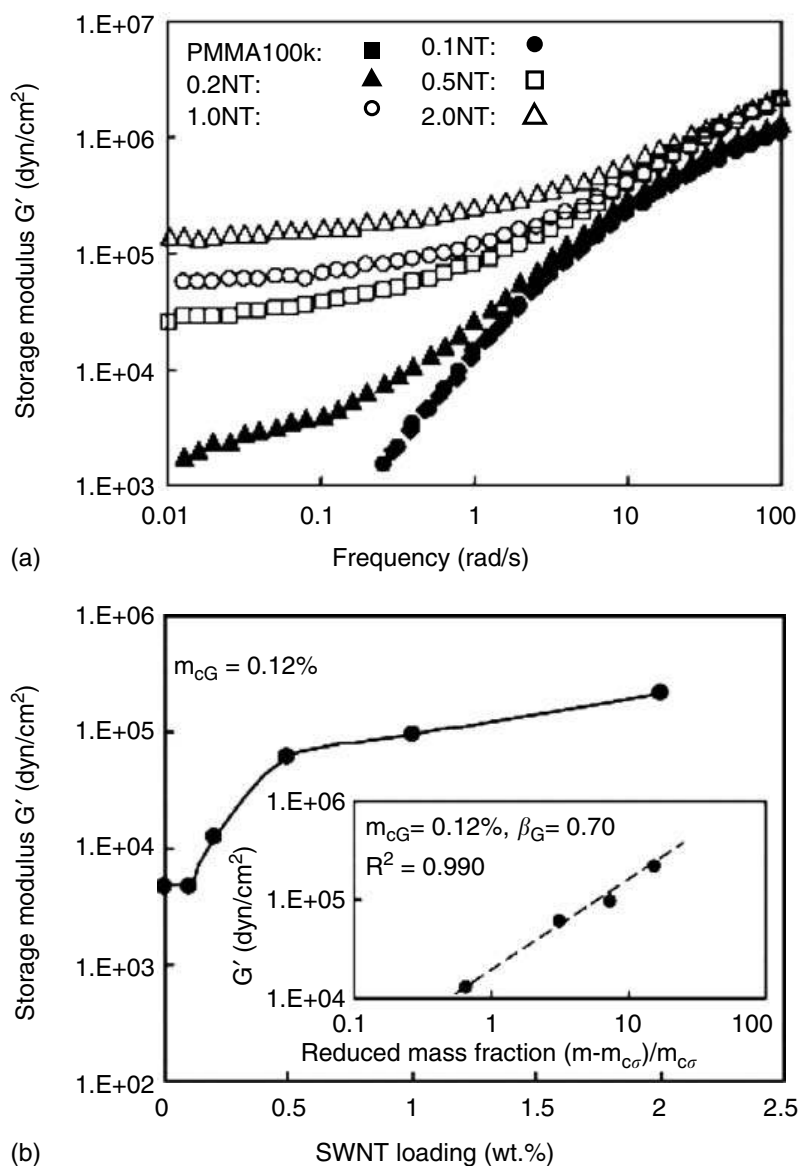 1.E+07
1.E+06
1.E+05
1.E+04
1.E+03
Storage modulus G′ (dyn/cm²)
PMMA100k: 0.1NT:
0.2NT: 0.5NT:
1.0NT: 2.0NT:
0.01 0.1 1 10 100
(a) Frequency (rad/s)
1.E+06
1.E+05
1.E+04
1.E+03
1.E+02
Storage modulus G′ (dyn/cm²)
m_cG = 0.12%
1.E+06
1.E+05
1.E+04
G′ (dyn/cm²)
m_cG= 0.12%, β_G= 0.70
R² = 0.990
0.1 1 10 100
Reduced mass fraction (m-m_cσ)/m_cσ
0 0.5 1 1.5 2 2.5
(b) SWNT loading (wt.%)